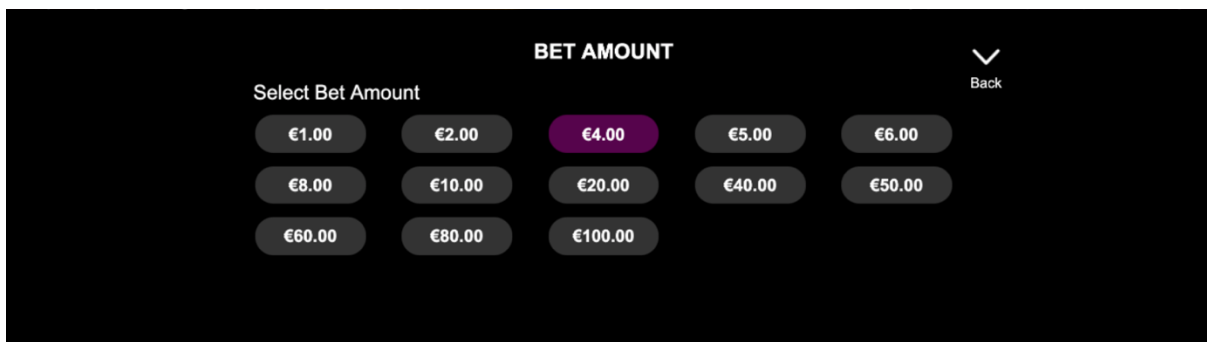 BET AMOUNT
Back
Select Bet Amount
€1.00 €2.00 €4.00 €5.00 €6.00
€8.00 €10.00 €20.00 €40.00 €50.00
€60.00 €80.00 €100.00